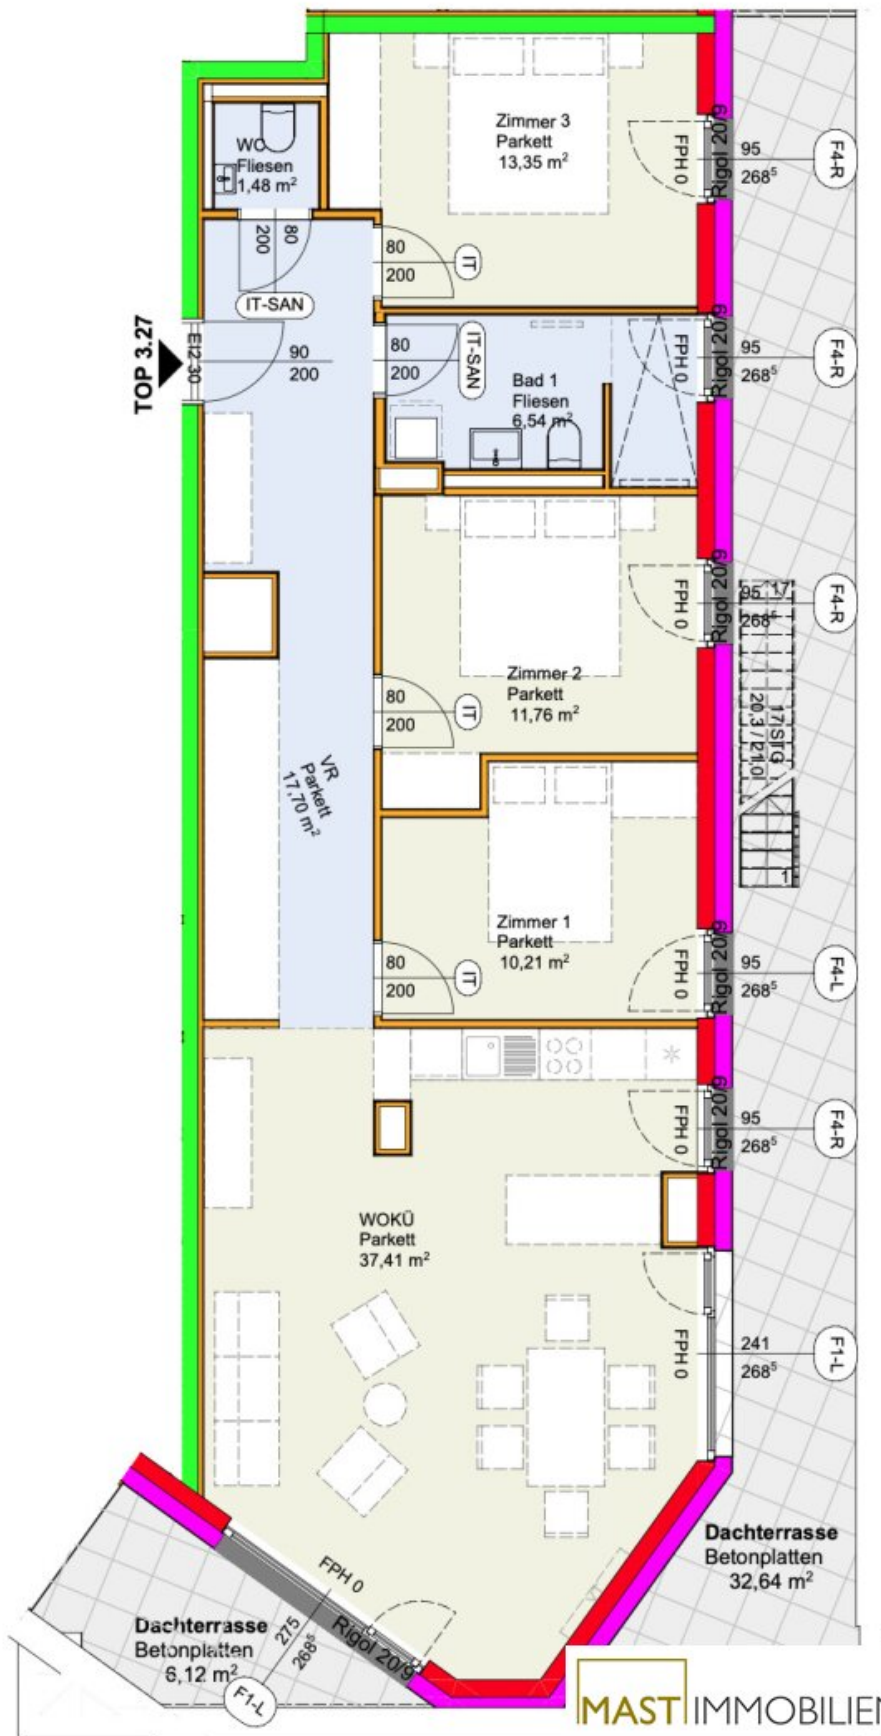 Zimmer 3
Parkett
13,35 m²
FPH 0
Rigol 20/9
95
268⁵
F4-R
WC
Fliesen
1,48 m²
80
200
IT-SAN
80
200
IT
TOP 3.27
EI2 30
90
200
80
200
IT-SAN
Bad 1
Fliesen
6,54 m²
FPH 0
Rigol 20/9
95
268⁵
F4-R
FPH 0
Rigol 20/9
95
268⁵
F4-R
Zimmer 2
Parkett
11,76 m²
80
200
IT
17
17 STG
20,3 / 21,0
1
VR
Parkett
17,70 m²
Zimmer 1
Parkett
10,21 m²
80
200
IT
FPH 0
Rigol 20/9
95
268⁵
F4-L
FPH 0
Rigol 20/9
95
268⁵
F4-R
WOKÜ
Parkett
37,41 m²
FPH 0
241
268⁵
F1-L
Dachterrasse
Betonplatten
32,64 m²
FPH 0
Rigol 20/9
275
268⁵
F1-L
Dachterrasse
Betonplatten
6,12 m²
MAST IMMOBILIEN